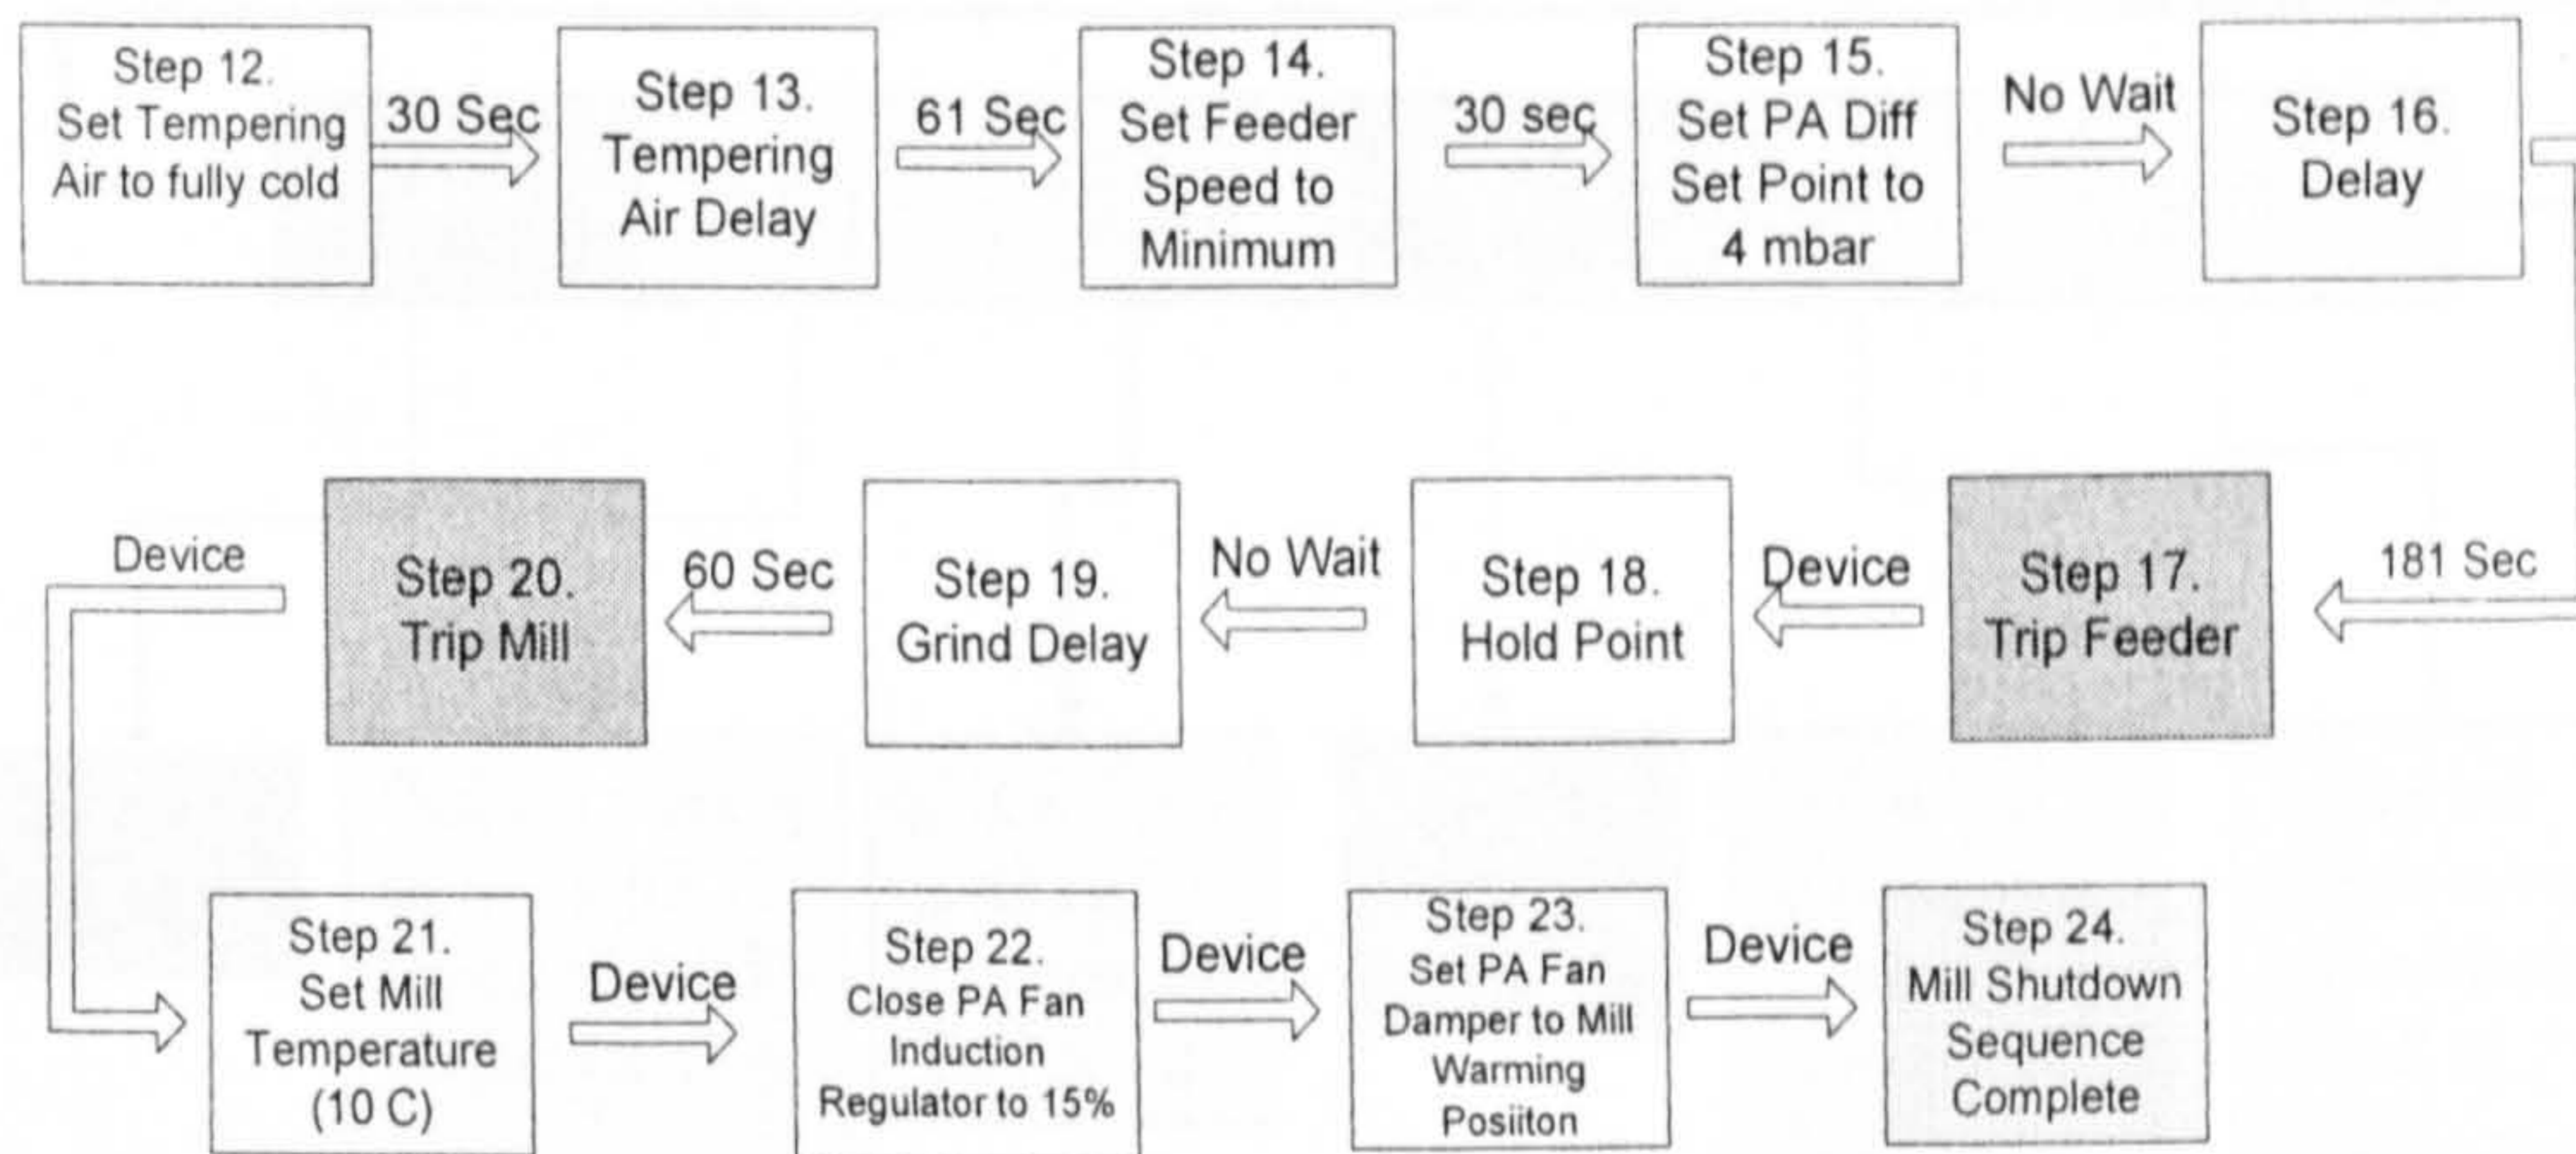 Step 12.
Set Tempering
Air to fully cold
30 Sec
Step 13.
Tempering
Air Delay
61 Sec
Step 14.
Set Feeder
Speed to
Minimum
30 sec
Step 15.
Set PA Diff
Set Point to
4 mbar
No Wait
Step 16.
Delay
181 Sec
Step 17.
Trip Feeder
Device
Step 18.
Hold Point
No Wait
Step 19.
Grind Delay
60 Sec
Step 20.
Trip Mill
Device
Step 21.
Set Mill
Temperature
(10 C)
Device
Step 22.
Close PA Fan
Induction
Regulator to 15%
Device
Step 23.
Set PA Fan
Damper to Mill
Warming
Posiiton
Device
Step 24.
Mill Shutdown
Sequence
Complete